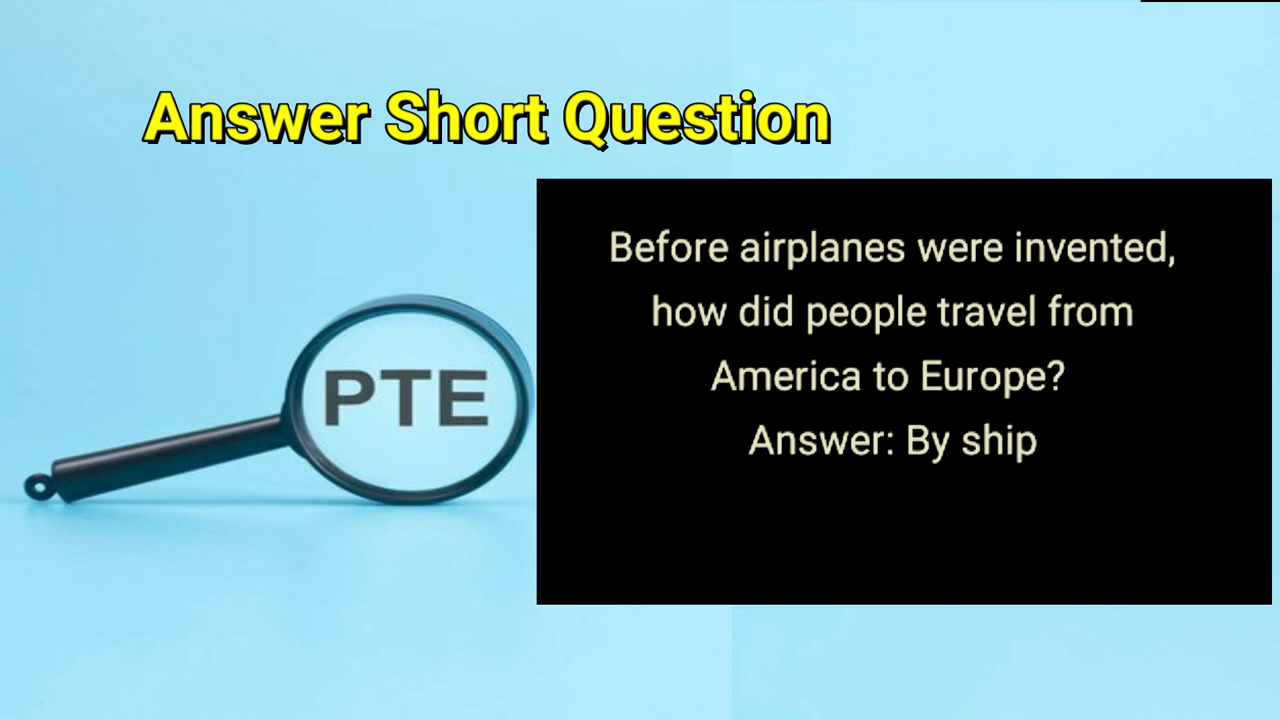 Answer Short Question
PTE
Before airplanes were invented,
how did people travel from
America to Europe?
Answer: By ship